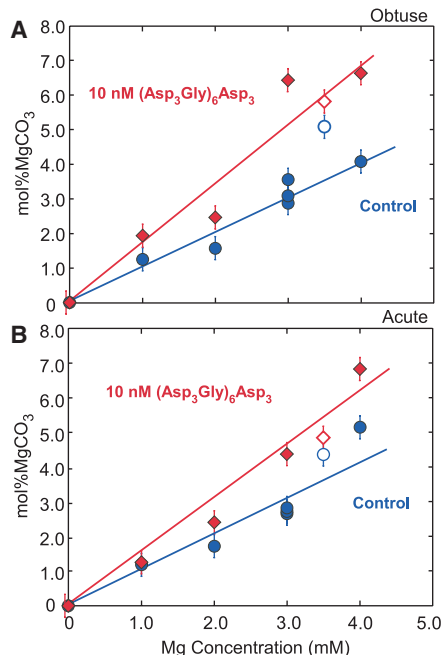 A
Obtuse
8.0
7.0
10 nM (Asp3Gly)6Asp3
6.0
5.0
mol%MgCO3
4.0
3.0
Control
2.0
1.0
0
B
Acute
8.0
7.0
10 nM (Asp3Gly)6Asp3
6.0
5.0
mol%MgCO3
4.0
3.0
Control
2.0
1.0
0
0 1.0 2.0 3.0 4.0 5.0
Mg Concentration (mM)